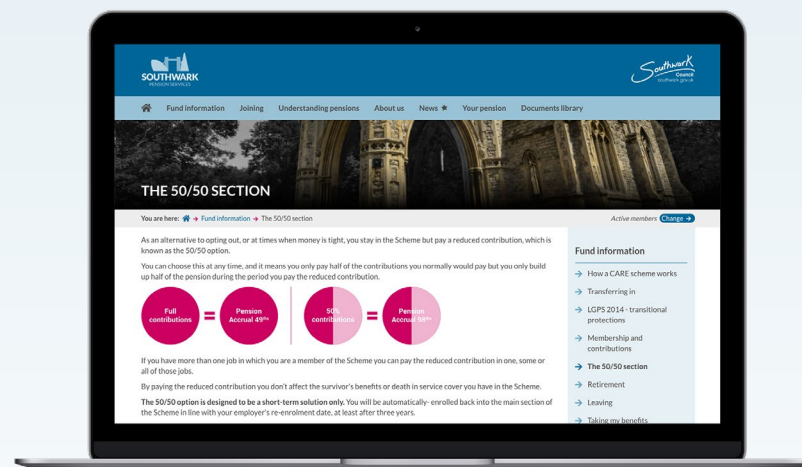 SOUTHWARK
PENSION SERVICES
Southwark
Council
southwark.gov.uk
Fund information Joining Understanding pensions About us News Your pension Documents library
THE 50/50 SECTION
You are here: → Fund information → The 50/50 section
Active members Change →
As an alternative to opting out, or at times when money is tight, you stay in the Scheme but pay a reduced contribution, which is
known as the 50/50 option.
You can choose this at any time, and it means you only pay half of the contributions you normally would pay but you only build
up half of the pension during the period you pay the reduced contribution.
Full
contributions
=
Pension
Accrual 49ths
50%
contributions
=
Pension
Accrual 98ths
If you have more than one job in which you are a member of the Scheme you can pay the reduced contribution in one, some or
all of those jobs.
By paying the reduced contribution you don't affect the survivor's benefits or death in service cover you have in the Scheme.
The 50/50 option is designed to be a short-term solution only. You will be automatically- enrolled back into the main section of
the Scheme in line with your employer's re-enrolment date, at least after three years.
Fund information
→ How a CARE scheme works
→ Transferring in
→ LGPS 2014 - transitional
protections
→ Membership and
contributions
→ The 50/50 section
→ Retirement
→ Leaving
→ Taking my benefits